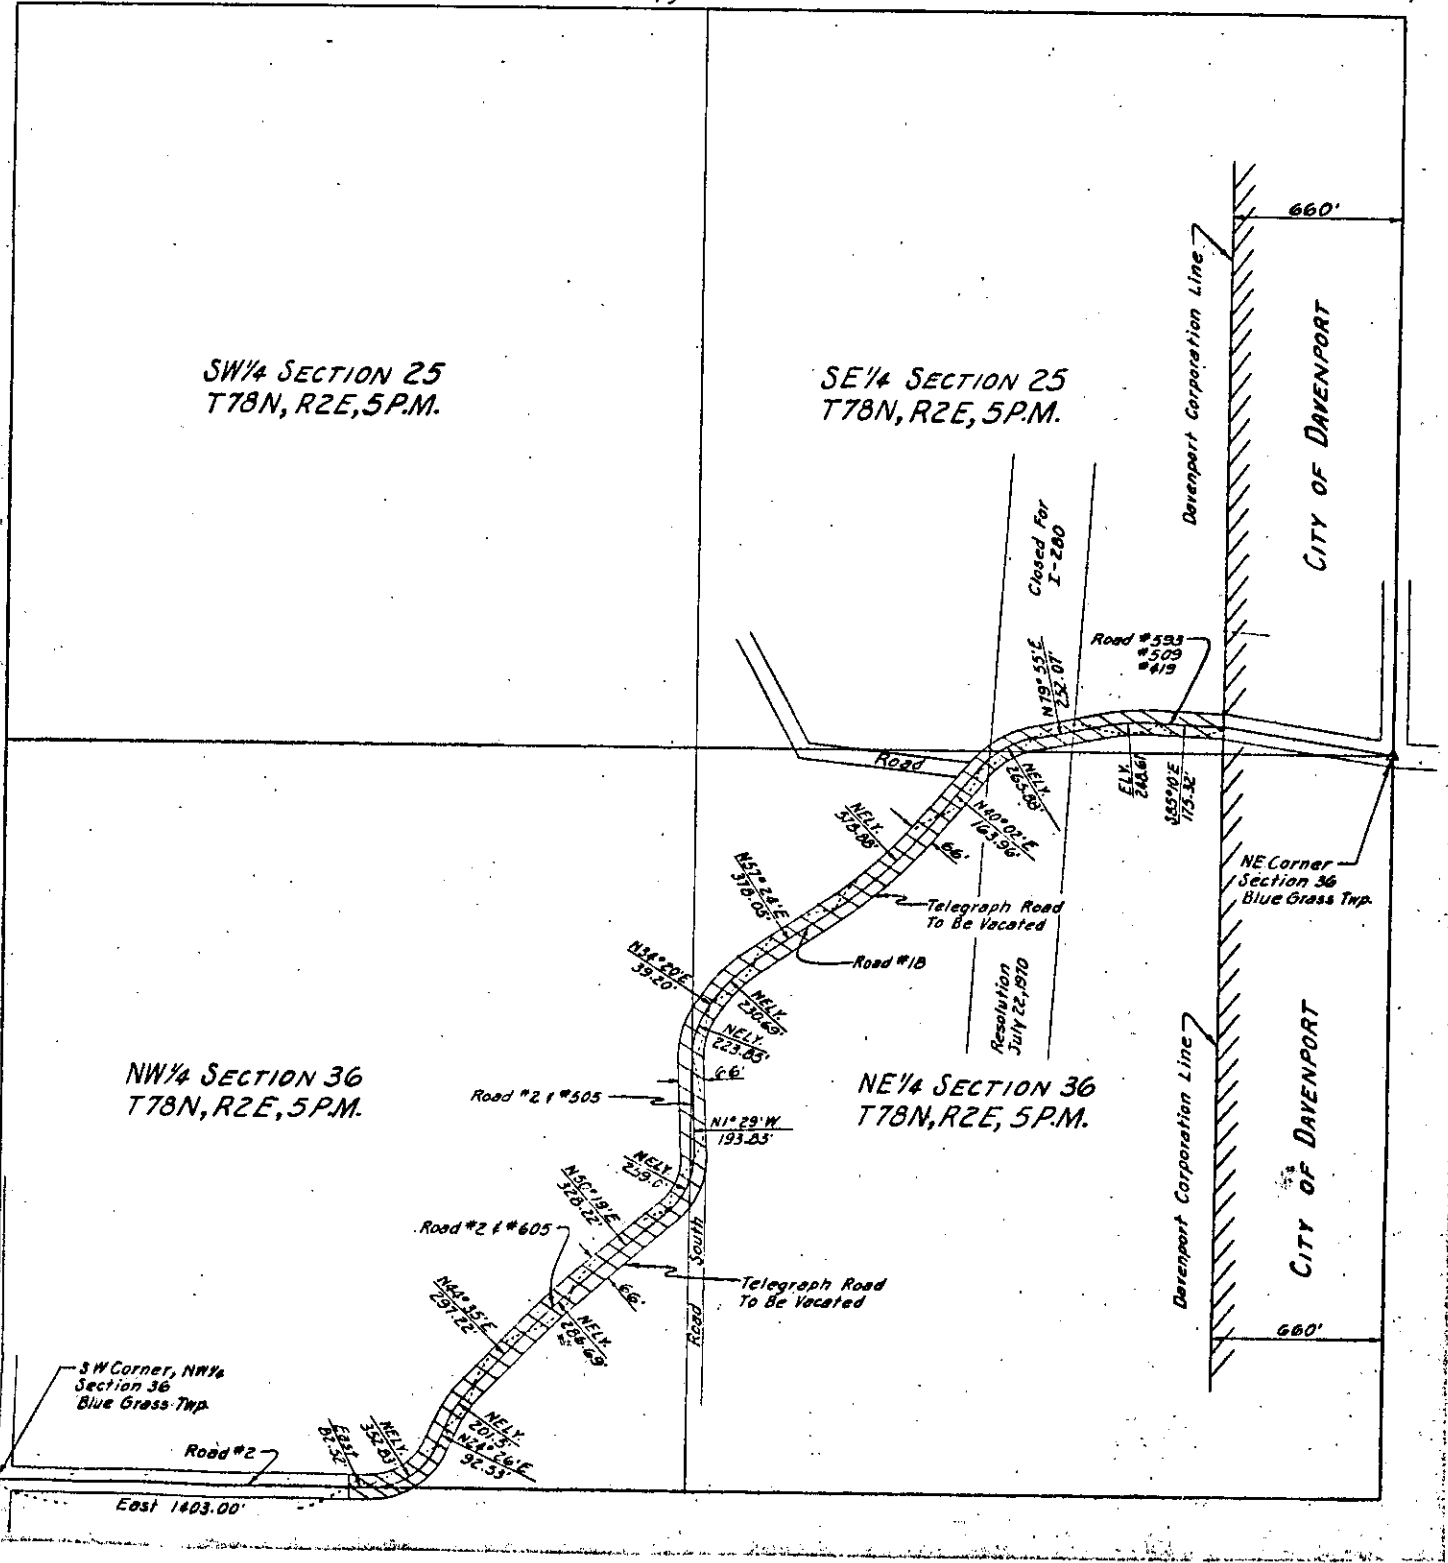 660'
Davenport Corporation Line
CITY OF DAVENPORT
SW¼ SECTION 25
T78N, R2E, 5P.M.
SE¼ SECTION 25
T78N, R2E, 5P.M.
Closed For
I-280
N79°55'E
252.07'
Road #593
#509
#419
Road
NELY.
265.88'
ELY.
248.61'
S85°10'E
175.32'
N40°02'E
163.96'
NELY.
378.88'
66'
NE Corner
Section 36
Blue Grass Twp.
N57°24'E
378.05'
Telegraph Road
To Be Vacated
Road #18
N34°20'E
39.20'
NELY.
230.69'
NELY.
223.83'
Resolution
July 22, 1970
66'
NW¼ SECTION 36
T78N, R2E, 5P.M.
Road #2 & #505
NE¼ SECTION 36
T78N, R2E, 5P.M.
N1°29'W
193.83'
Davenport Corporation Line
CITY OF DAVENPORT
NELY.
N50°19'E
328.22'
Road #2 & #605
Road South
66'
Telegraph Road
To Be Vacated
N44°35'E
297.22'
NELY.
286.69'
660'
SW Corner, NW¼
Section 36
Blue Grass Twp.
East
82.52'
NELY.
352.83'
NELY.
201.5'
N24°26'E
92.53'
Road #2
East 1403.00'